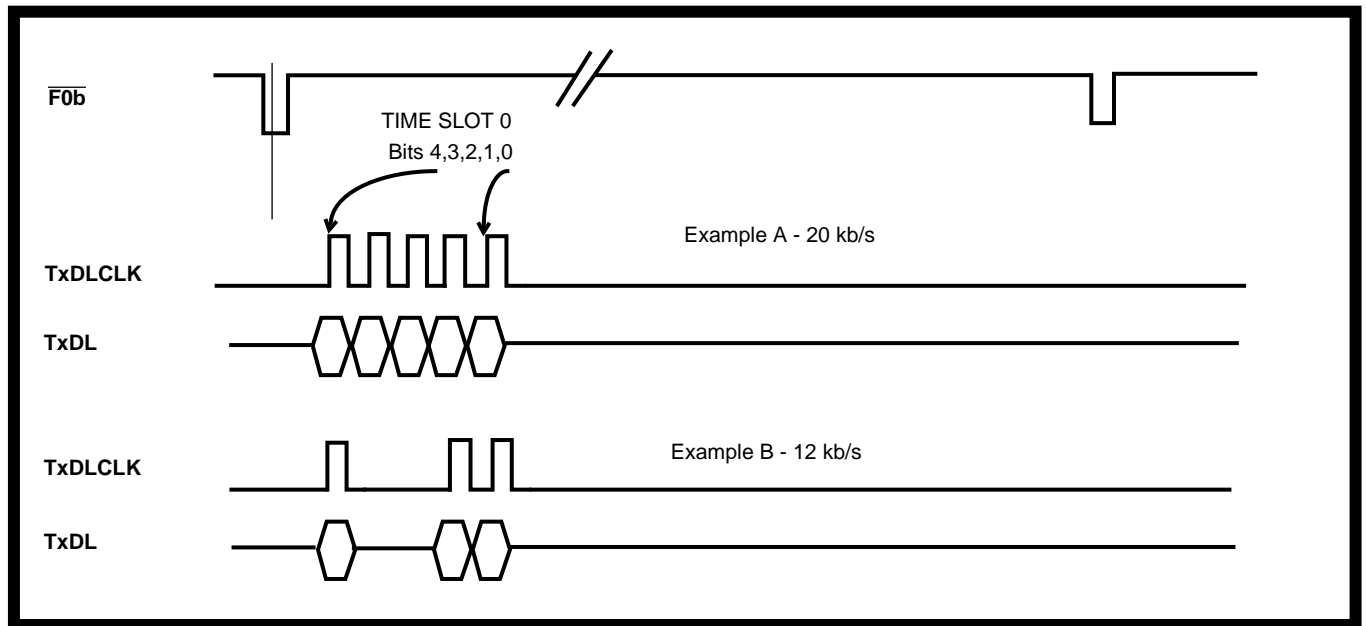 F0b
TIME SLOT 0
Bits 4,3,2,1,0
Example A - 20 kb/s
TxDLCLK
TxDL
Example B - 12 kb/s
TxDLCLK
TxDL